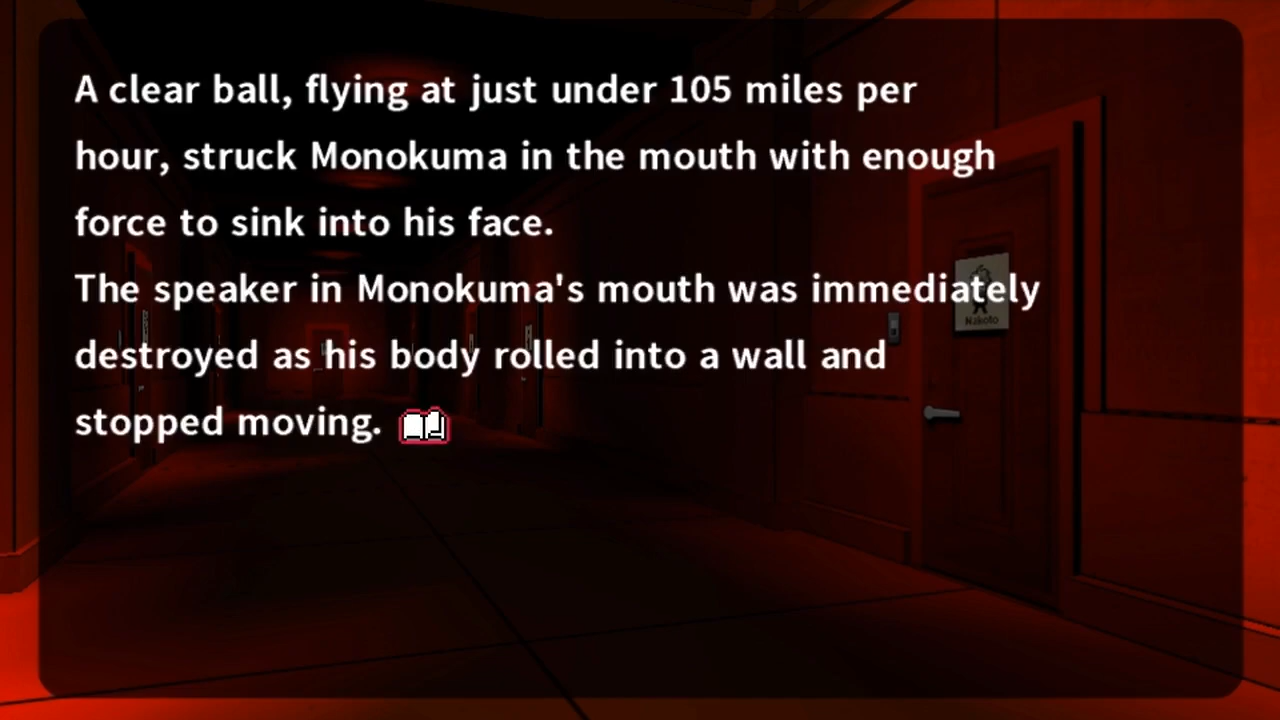 A clear ball, flying at just under 105 miles per
hour, struck Monokuma in the mouth with enough
force to sink into his face.
The speaker in Monokuma's mouth was immediately
destroyed as his body rolled into a wall and
stopped moving.
Nakoto